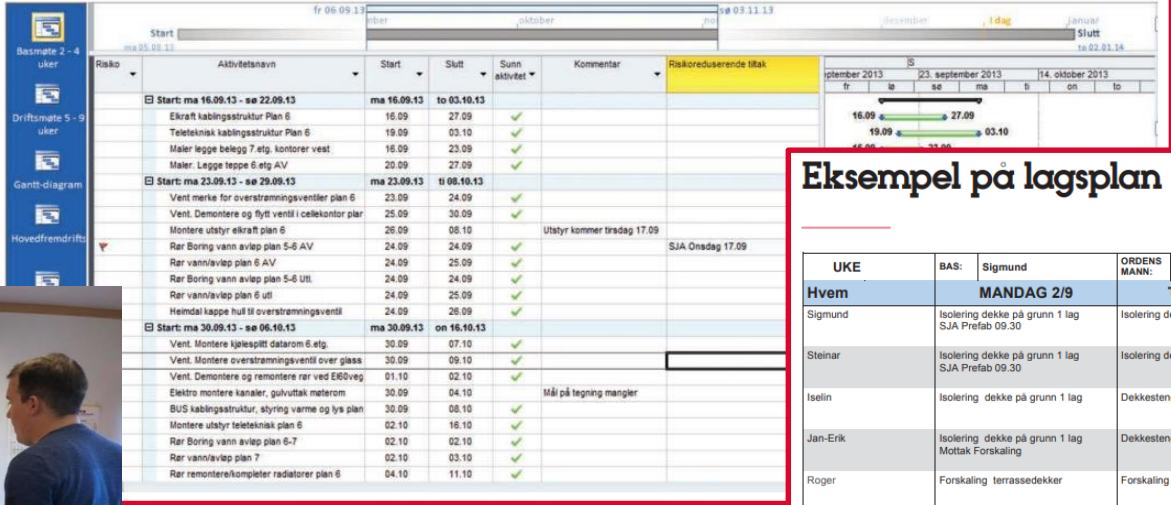 fr 06.09.13
sø 03.11.13
oktober
desember
I dag
januar
Start
Slutt
ma 05.08.13
to 02.01.14
Basmøte 2 - 4
uker
Driftsmøte 5 - 9
uker
Gantt-diagram
Hovedfremdrifts
Risiko Aktivitetsnavn Start Slutt Sunn aktivitet Kommentar Risikoreduserende tiltak
S
ptember 2013 23. september 2013 14. oktober 2013
fr lø sø ma ti on to
Start: ma 16.09.13 - sø 22.09.13 ma 16.09.13 to 03.10.13
Elkraft kablingsstruktur Plan 6 16.09 27.09
Teleteknisk kablingsstruktur Plan 6 19.09 03.10
Maler legge belegg 7.etg. kontorer vest 16.09 23.09
Maler. Legge teppe 6.etg AV 20.09 27.09
Start: ma 23.09.13 - sø 29.09.13 ma 23.09.13 ti 08.10.13
Vent merke for overstrømningsventiler plan 6 23.09 24.09
Vent. Demontere og flytt ventil i cellekontor plar 25.09 30.09
Montere utstyr elkraft plan 6 26.09 08.10 Utstyr kommer tirsdag 17.09
Rør Boring vann avløp plan 5-6 AV 24.09 24.09 SJA Onsdag 17.09
Rør vann/avløp plan 6 AV 24.09 25.09
Rør Boring vann avløp plan 5-6 Utl. 24.09 24.09
Rør vann/avløp plan 6 utl 24.09 25.09
Heimdal kappe hull til overstrømningsventil 24.09 26.09
Start: ma 30.09.13 - sø 06.10.13 ma 30.09.13 on 16.10.13
Vent. Montere kjølesplitt datarom 6.etg. 30.09 07.10
Vent. Montere overstrømningsventil over glass 30.09 09.10
Vent. Demontere og remontere rør ved EI60veg 01.10 02.10
Elektro montere kanaler, gulvuttak møterom 30.09 04.10 Mål på tegning mangler
BUS kablingsstruktur, styring varme og lys plan 30.09 08.10
Montere utstyr teleteknisk plan 6 02.10 16.10
Rør Boring vann avløp plan 6-7 02.10 02.10
Rør vann/avløp plan 7 02.10 03.10
Rør remontere/kompleter radiatorer plan 6 04.10 11.10
16.09 27.09
19.09 03.10
Eksempel på lagsplan
UKE BAS: Sigmund ORDENS MANN:
Hvem MANDAG 2/9
Sigmund Isolering dekke på grunn 1 lag Isolering de
SJA Prefab 09.30
Steinar Isolering dekke på grunn 1 lag Isolering de
SJA Prefab 09.30
Iselin Isolering dekke på grunn 1 lag Dekkesteng
Jan-Erik Isolering dekke på grunn 1 lag Dekkesteng
Mottak Forskaling
Roger Forskaling terrassedekker Forskaling